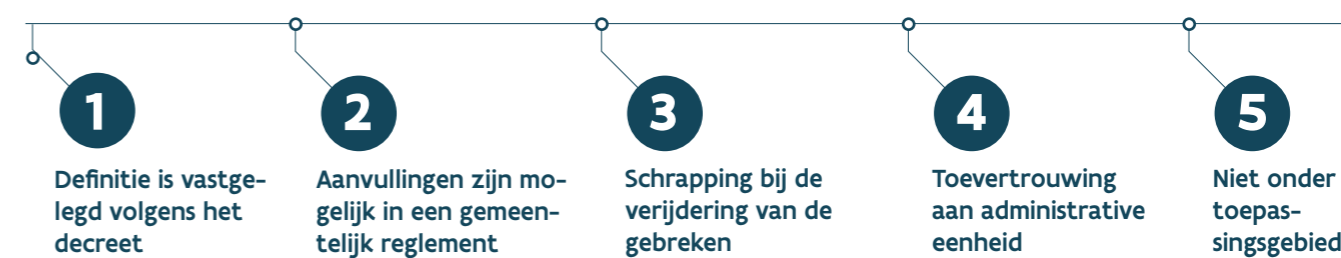 1
Definitie is vastge-
legd volgens het
decreet
2
Aanvullingen zijn mo-
gelijk in een gemeen-
telijk reglement
3
Schrapping bij de
verijdering van de
gebreken
4
Toevertrouwing
aan administrative
eenheid
5
Niet onder
toepas-
singsgebied